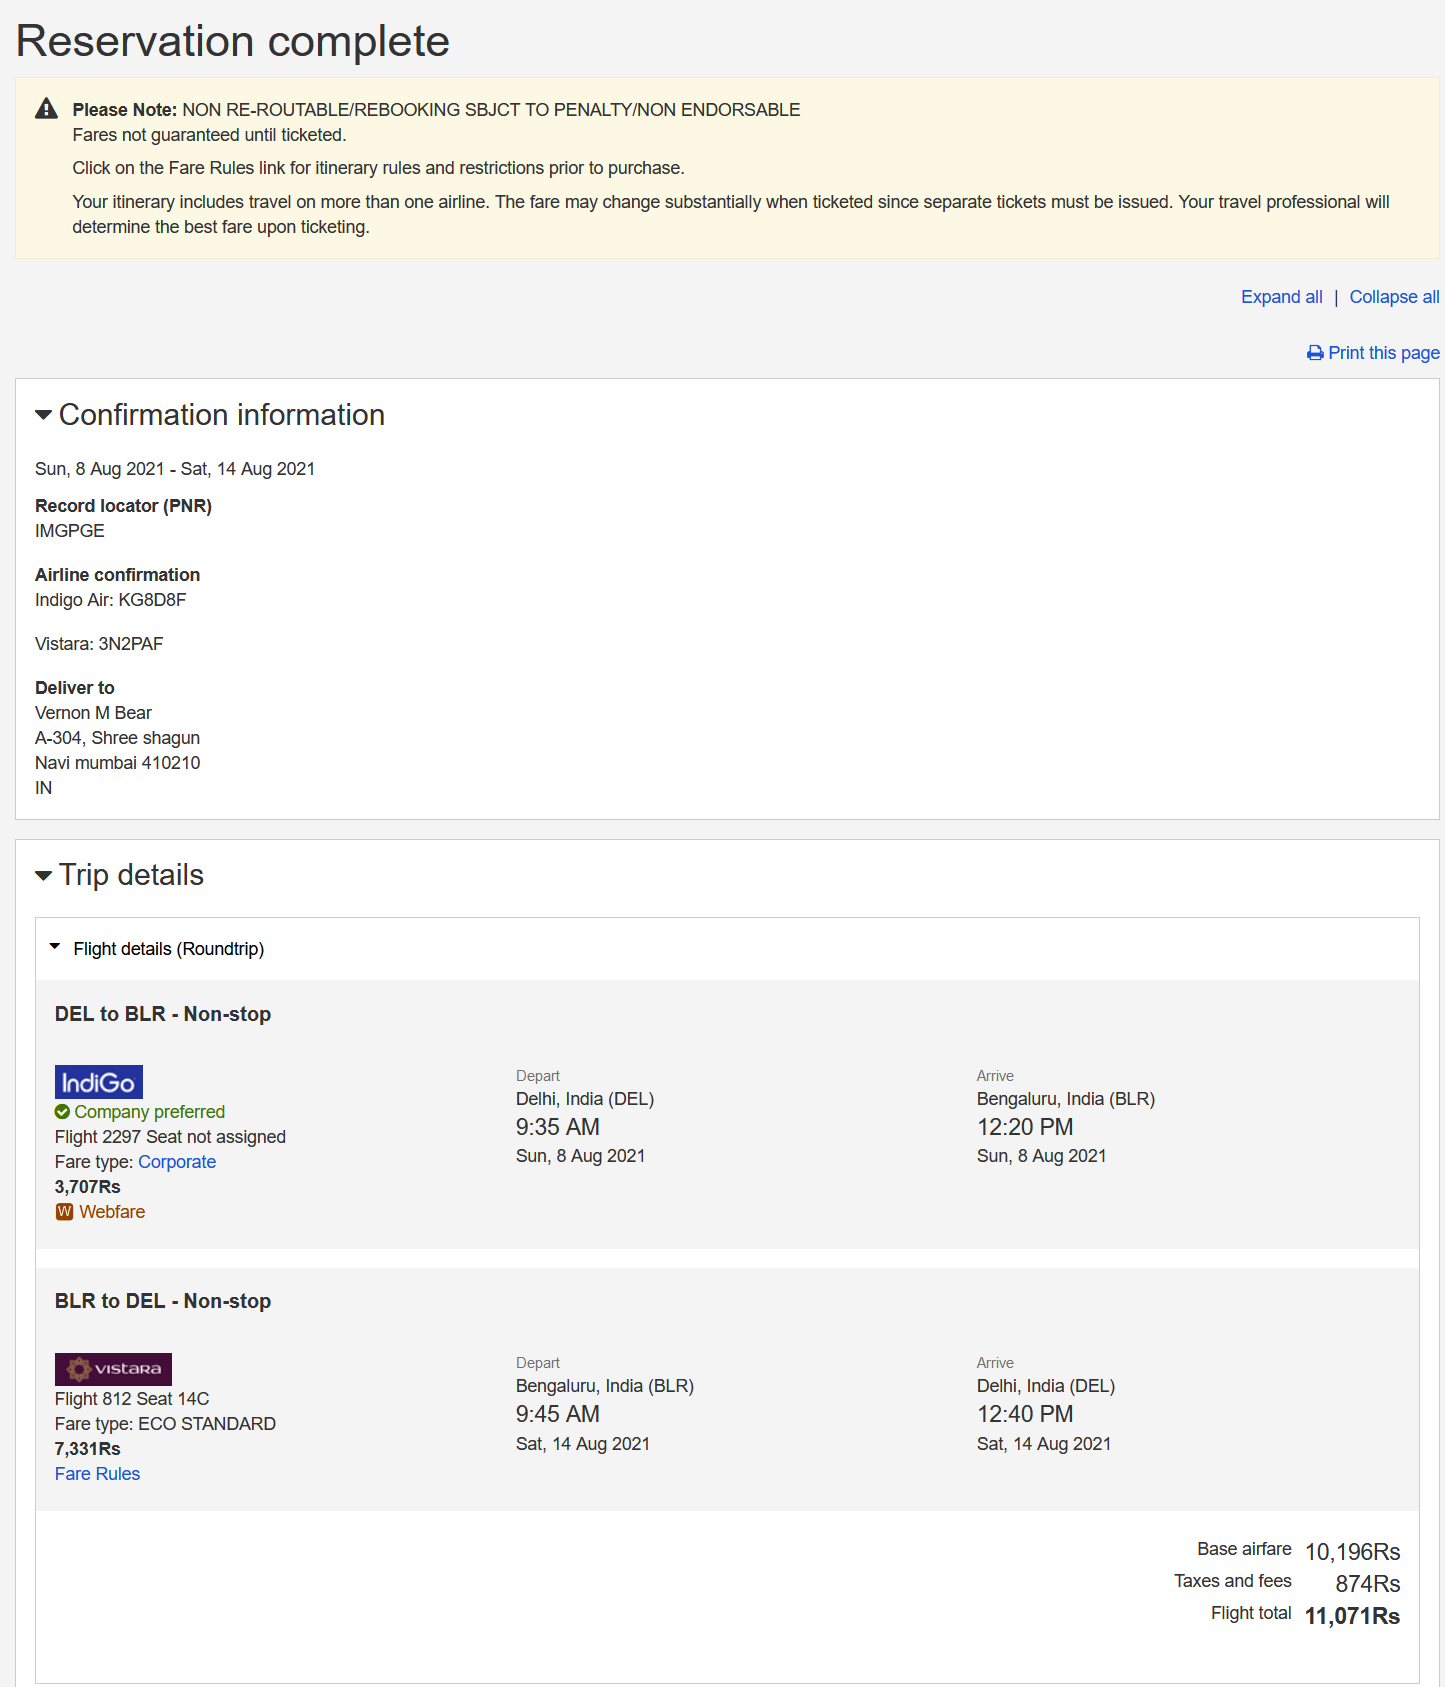 Reservation complete
Please Note: NON RE-ROUTABLE/REBOOKING SBJCT TO PENALTY/NON ENDORSABLE
Fares not guaranteed until ticketed.
Click on the Fare Rules link for itinerary rules and restrictions prior to purchase.
Your itinerary includes travel on more than one airline. The fare may change substantially when ticketed since separate tickets must be issued. Your travel professional will
determine the best fare upon ticketing.
Expand all | Collapse all
Print this page
Confirmation information
Sun, 8 Aug 2021 - Sat, 14 Aug 2021
Record locator (PNR)
IMGPGE
Airline confirmation
Indigo Air: KG8D8F
Vistara: 3N2PAF
Deliver to
Vernon M Bear
A-304, Shree shagun
Navi mumbai 410210
IN
Trip details
Flight details (Roundtrip)
DEL to BLR - Non-stop
IndiGo
Company preferred
Flight 2297 Seat not assigned
Fare type: Corporate
3,707Rs
W Webfare
Depart
Delhi, India (DEL)
9:35 AM
Sun, 8 Aug 2021
Arrive
Bengaluru, India (BLR)
12:20 PM
Sun, 8 Aug 2021
BLR to DEL - Non-stop
vistara
Flight 812 Seat 14C
Fare type: ECO STANDARD
7,331Rs
Fare Rules
Depart
Bengaluru, India (BLR)
9:45 AM
Sat, 14 Aug 2021
Arrive
Delhi, India (DEL)
12:40 PM
Sat, 14 Aug 2021
Base airfare 10,196Rs
Taxes and fees 874Rs
Flight total 11,071Rs